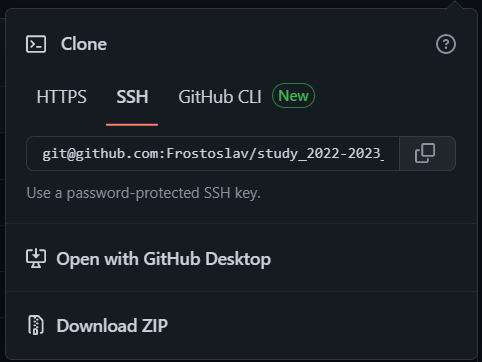 Clone
HTTPS SSH GitHub CLI New
git@github.com:Frostoslav/study_2022-2023_
Use a password-protected SSH key.
Open with GitHub Desktop
Download ZIP